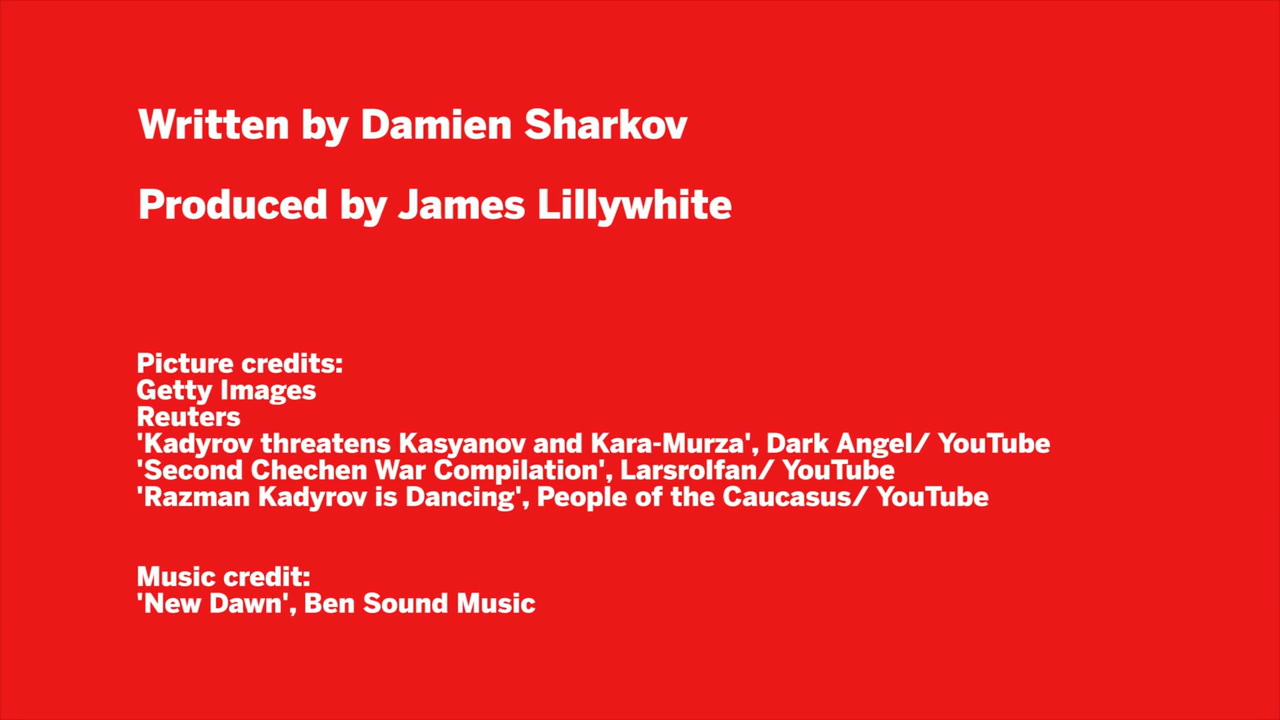 Written by Damien Sharkov
Produced by James Lillywhite
Picture credits:
Getty Images
Reuters
'Kadyrov threatens Kasyanov and Kara-Murza', Dark Angel/ YouTube
'Second Chechen War Compilation', Larsrolfan/ YouTube
'Razman Kadyrov is Dancing', People of the Caucasus/ YouTube
Music credit:
'New Dawn', Ben Sound Music